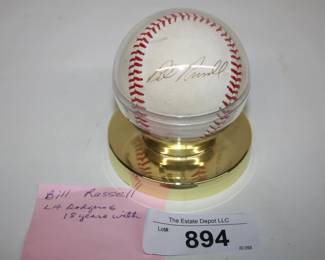 Bill Russell
LA Dodgers
18 years with
The Estate Depot LLC
Lot#
894